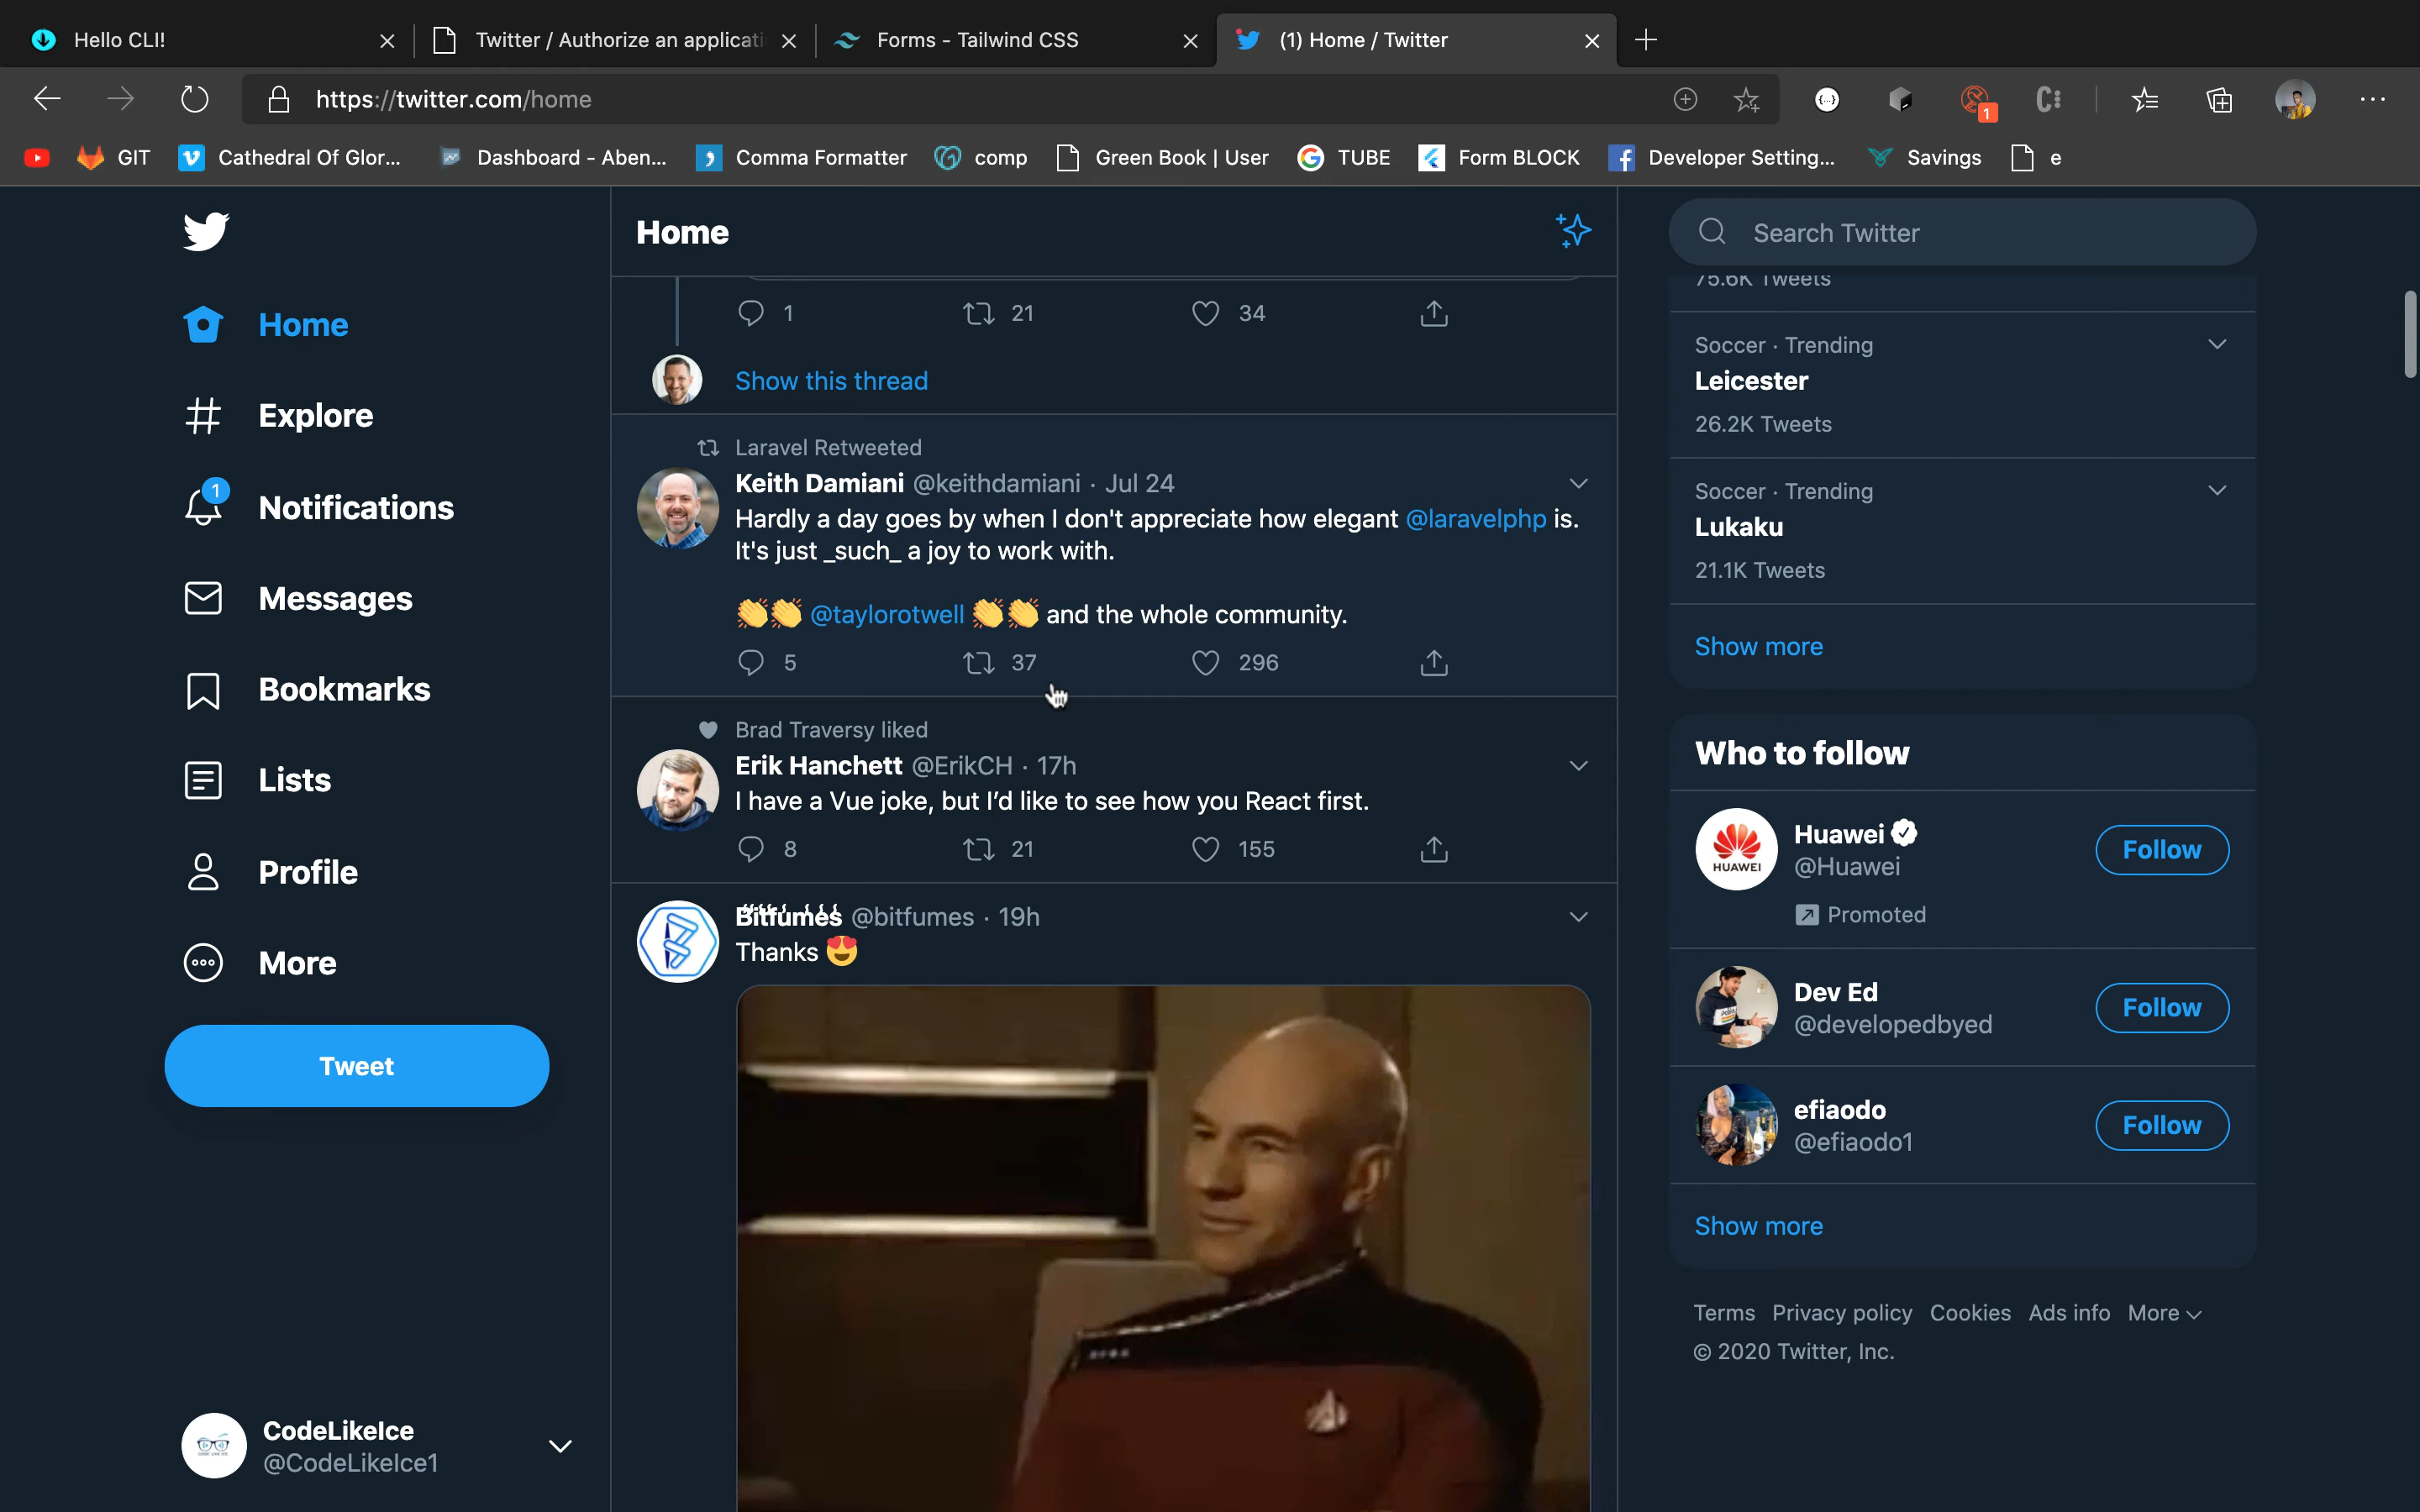 Hello CLI!
Twitter / Authorize an applicati
Forms - Tailwind CSS
(1) Home / Twitter
https://twitter.com/home
1
GIT
Cathedral Of Glor...
Dashboard - Aben...
Comma Formatter
comp
Green Book | User
TUBE
Form BLOCK
Developer Setting...
Savings
e
Home
Explore
1
Notifications
Messages
Bookmarks
Lists
Profile
More
Tweet
CodeLikeIce
@CodeLikeIce1
Home
1 21 34
Show this thread
Laravel Retweeted
Keith Damiani @keithdamiani · Jul 24
Hardly a day goes by when I don't appreciate how elegant @laravelphp is.
It's just _such_ a joy to work with.
👏👏 @taylorotwell 👏👏 and the whole community.
5 37 296
Brad Traversy liked
Erik Hanchett @ErikCH · 17h
I have a Vue joke, but I’d like to see how you React first.
8 21 155
Bitfumes @bitfumes · 19h
Thanks 😍
Search Twitter
75.6K Tweets
Soccer · Trending
Leicester
26.2K Tweets
Soccer · Trending
Lukaku
21.1K Tweets
Show more
Who to follow
HUAWEI
Huawei
@Huawei
Follow
Promoted
Dev Ed
@developedbyed
Follow
efiaodo
@efiaodo1
Follow
Show more
Terms Privacy policy Cookies Ads info More
© 2020 Twitter, Inc.